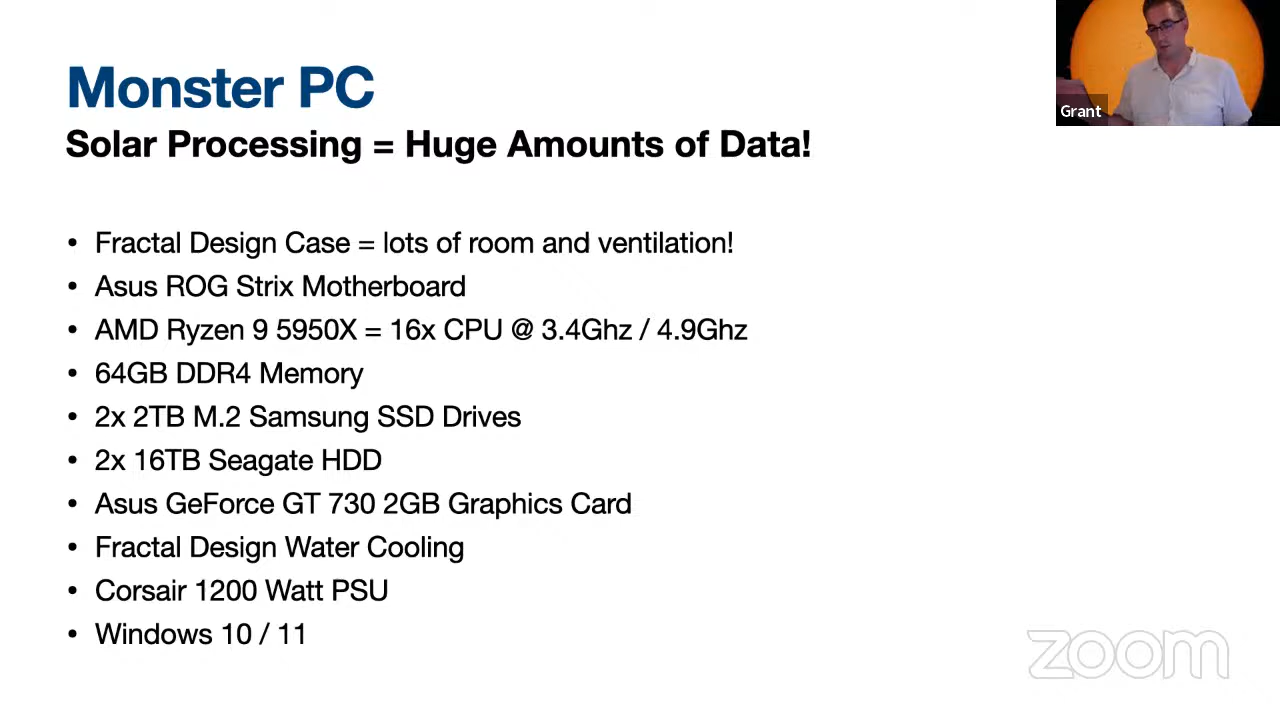 Monster PC
Solar Processing = Huge Amounts of Data!
• Fractal Design Case = lots of room and ventilation!
• Asus ROG Strix Motherboard
• AMD Ryzen 9 5950X = 16x CPU @ 3.4Ghz / 4.9Ghz
• 64GB DDR4 Memory
• 2x 2TB M.2 Samsung SSD Drives
• 2x 16TB Seagate HDD
• Asus GeForce GT 730 2GB Graphics Card
• Fractal Design Water Cooling
• Corsair 1200 Watt PSU
• Windows 10 / 11
Grant
zoom